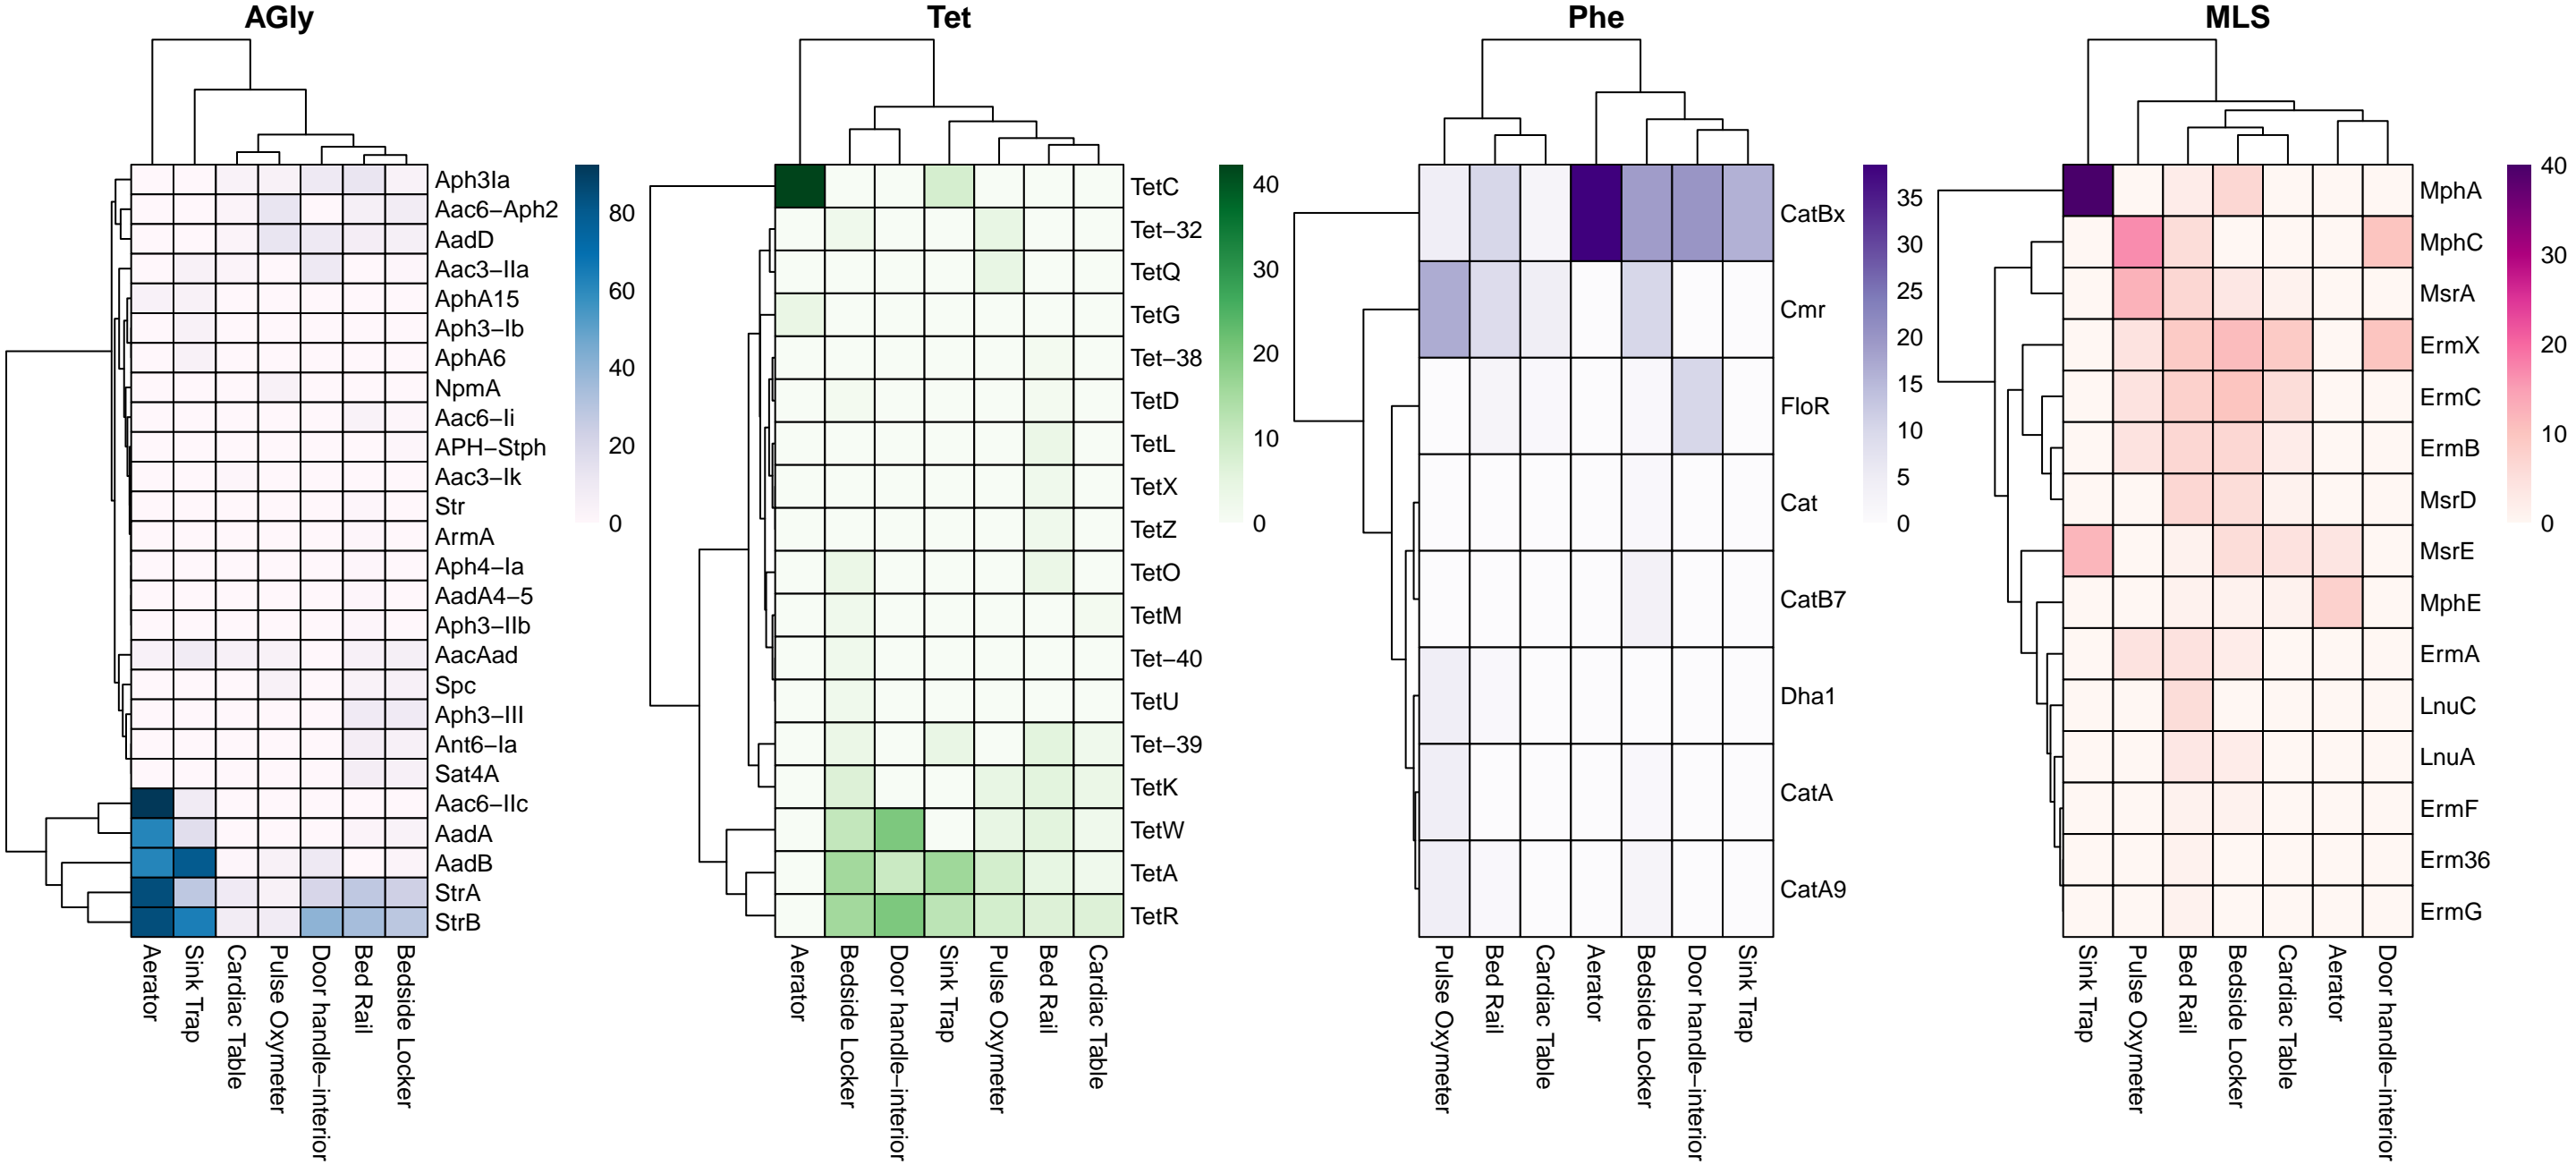 AGly
Tet
Phe
MLS
Aph3Ia
Aac6−Aph2
AadD
Aac3−IIa
AphA15
Aph3−Ib
AphA6
NpmA
Aac6−Ii
APH−Stph
Aac3−Ik
Str
ArmA
Aph4−Ia
AadA4−5
Aph3−IIb
AacAad
Spc
Aph3−III
Ant6−Ia
Sat4A
Aac6−IIc
AadA
AadB
StrA
StrB
Aerator
Sink Trap
Cardiac Table
Pulse Oxymeter
Door handle−interior
Bed Rail
Bedside Locker
80
60
40
20
0
TetC
Tet−32
TetQ
TetG
Tet−38
TetD
TetL
TetX
TetZ
TetO
TetM
Tet−40
TetU
Tet−39
TetK
TetW
TetA
TetR
Aerator
Bedside Locker
Door handle−interior
Sink Trap
Pulse Oxymeter
Bed Rail
Cardiac Table
40
30
20
10
0
CatBx
Cmr
FloR
Cat
CatB7
Dha1
CatA
CatA9
Pulse Oxymeter
Bed Rail
Cardiac Table
Aerator
Bedside Locker
Door handle−interior
Sink Trap
35
30
25
20
15
10
5
0
MphA
MphC
MsrA
ErmX
ErmC
ErmB
MsrD
MsrE
MphE
ErmA
LnuC
LnuA
ErmF
Erm36
ErmG
Sink Trap
Pulse Oxymeter
Bed Rail
Bedside Locker
Cardiac Table
Aerator
Door handle−interior
40
30
20
10
0